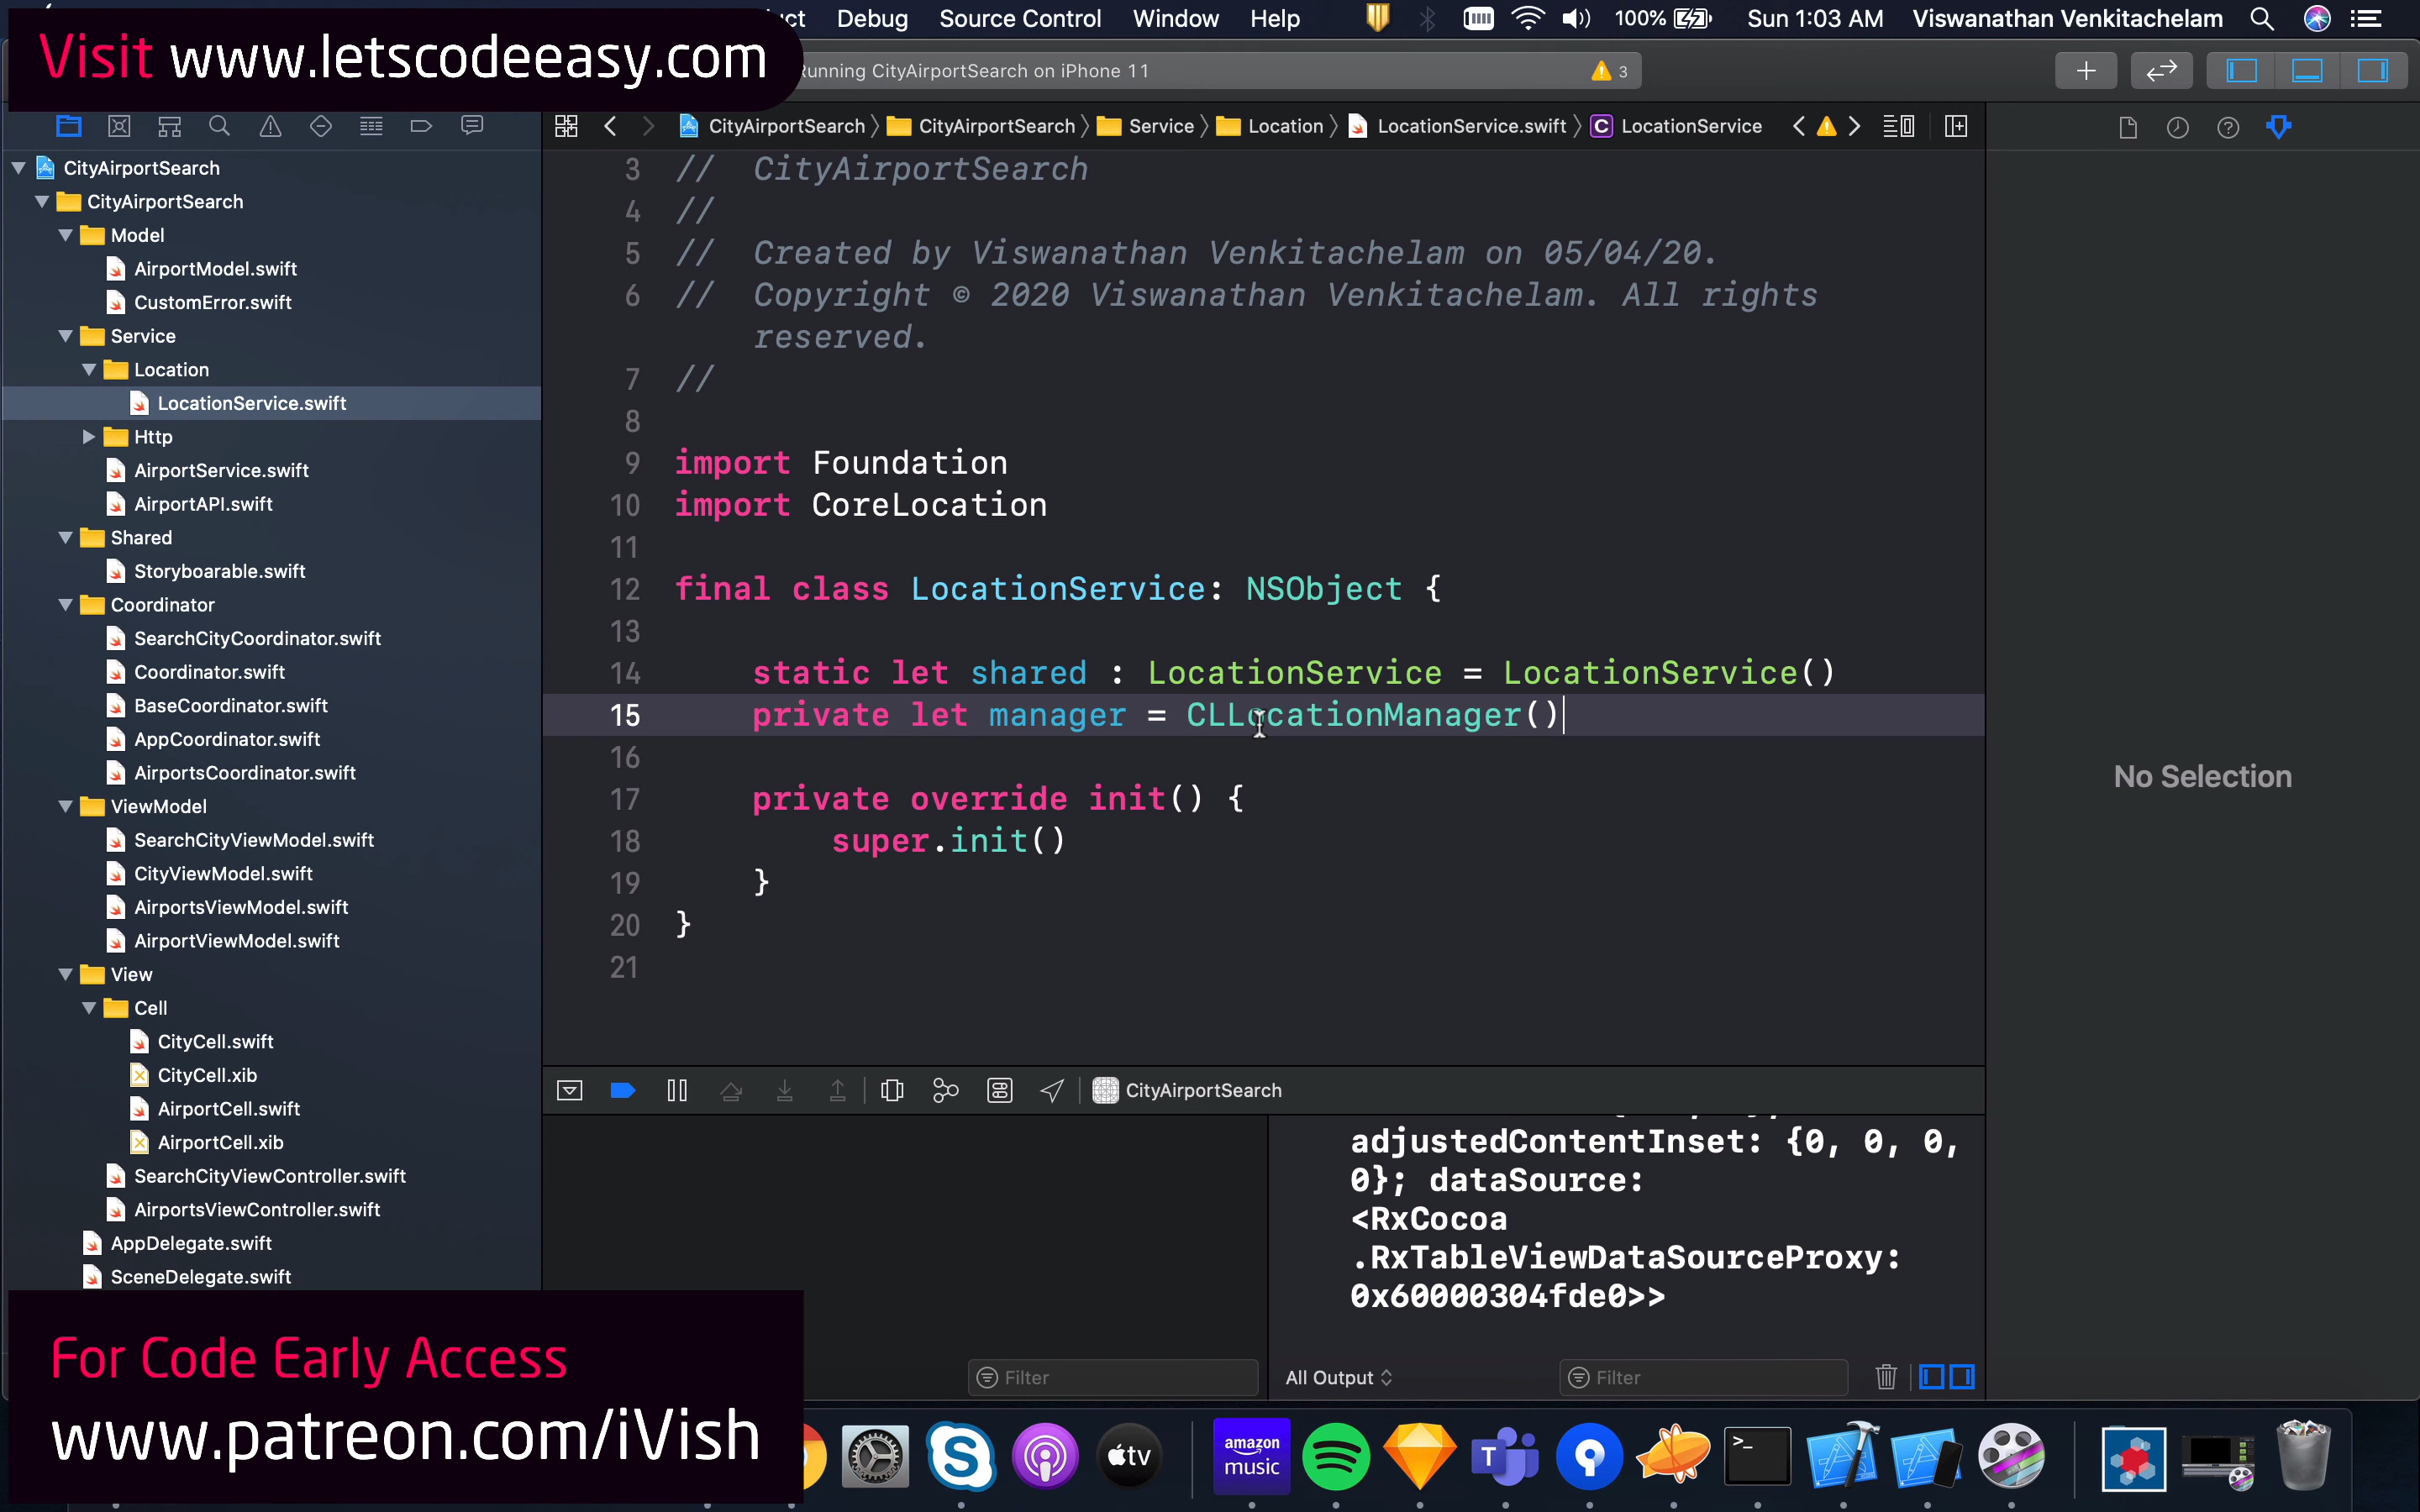 Debug Source Control Window Help 100% Sun 1:03 AM Viswanathan Venkitachelam
Visit www.letscodeeasy.com
Running CityAirportSearch on iPhone 11
3
CityAirportSearch CityAirportSearch Service Location LocationService.swift C LocationService
CityAirportSearch
CityAirportSearch
Model
AirportModel.swift
CustomError.swift
Service
Location
LocationService.swift
Http
AirportService.swift
AirportAPI.swift
Shared
Storyboarable.swift
Coordinator
SearchCityCoordinator.swift
Coordinator.swift
BaseCoordinator.swift
AppCoordinator.swift
AirportsCoordinator.swift
ViewModel
SearchCityViewModel.swift
CityViewModel.swift
AirportsViewModel.swift
AirportViewModel.swift
View
Cell
CityCell.swift
CityCell.xib
AirportCell.swift
AirportCell.xib
SearchCityViewController.swift
AirportsViewController.swift
AppDelegate.swift
SceneDelegate.swift
3 // CityAirportSearch
4 //
5 // Created by Viswanathan Venkitachelam on 05/04/20.
6 // Copyright © 2020 Viswanathan Venkitachelam. All rights
reserved.
7 //
8
9 import Foundation
10 import CoreLocation
11
12 final class LocationService: NSObject {
13
14 static let shared : LocationService = LocationService()
15 private let manager = CLLocationManager()
16
17 private override init() {
18 super.init()
19 }
20 }
21
No Selection
CityAirportSearch
adjustedContentInset: {0, 0, 0,
0}; dataSource:
<RxCocoa
.RxTableViewDataSourceProxy:
0x60000304fde0>>
Filter
All Output
Filter
For Code Early Access
www.patreon.com/iVish
tv
amazon
music
T